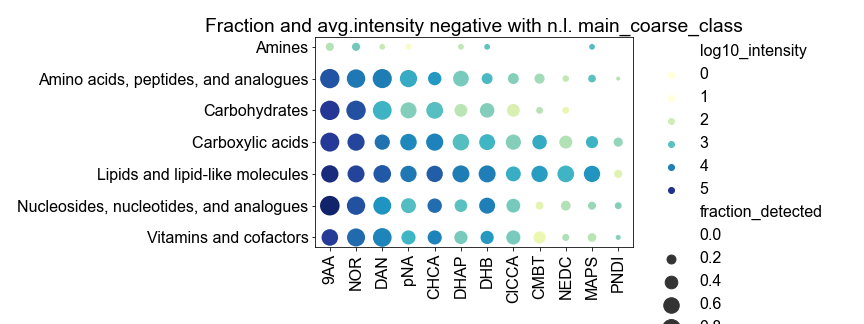 Fraction and avg.intensity negative with n.l. main_coarse_class
Amines
Amino acids, peptides, and analogues
Carbohydrates
Carboxylic acids
Lipids and lipid-like molecules
Nucleosides, nucleotides, and analogues
Vitamins and cofactors
9AA
NOR
DAN
pNA
CHCA
DHAP
DHB
ClCCA
CMBT
NEDC
MAPS
PNDI
log10_intensity
0
1
2
3
4
5
fraction_detected
0.0
0.2
0.4
0.6
0.8